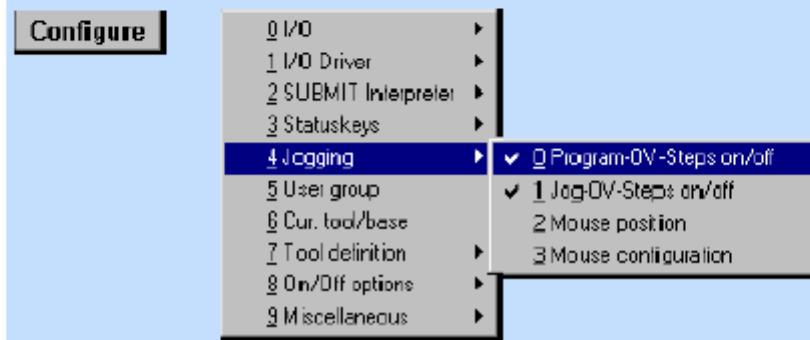 Configure
0 I/O
1 I/O Driver
2 SUBMIT Interpreter
3 Statuskeys
4 Jogging
5 User group
6 Cur. tool/base
7 Tool definition
8 On/Off options
9 Miscellaneous
0 Program-OV-Steps on/off
1 Jog-OV-Steps on/off
2 Mouse position
3 Mouse configuration